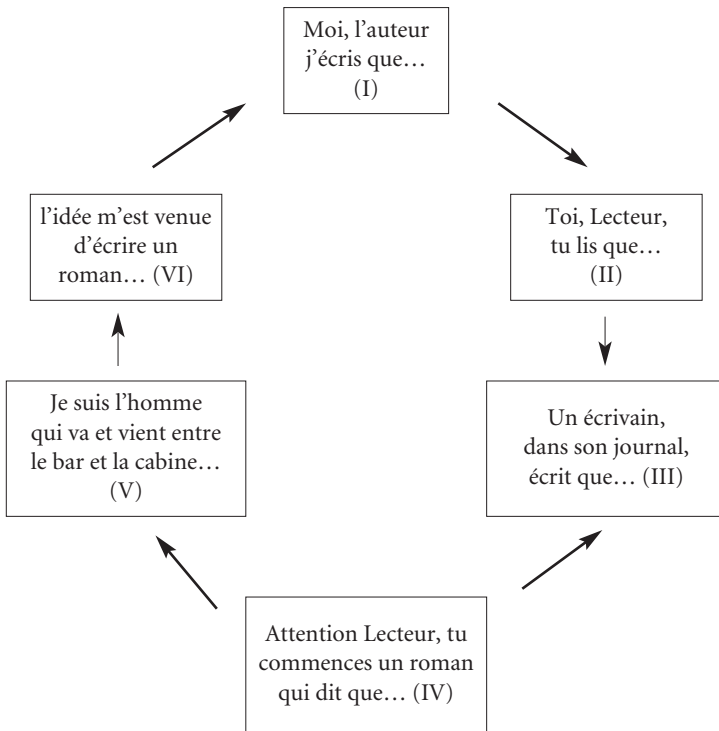 Moi, l'auteur
j'écris que…
(I)
Toi, Lecteur,
tu lis que…
(II)
Un écrivain,
dans son journal,
écrit que… (III)
Attention Lecteur, tu
commences un roman
qui dit que… (IV)
Je suis l'homme
qui va et vient entre
le bar et la cabine…
(V)
l'idée m'est venue
d'écrire un
roman… (VI)